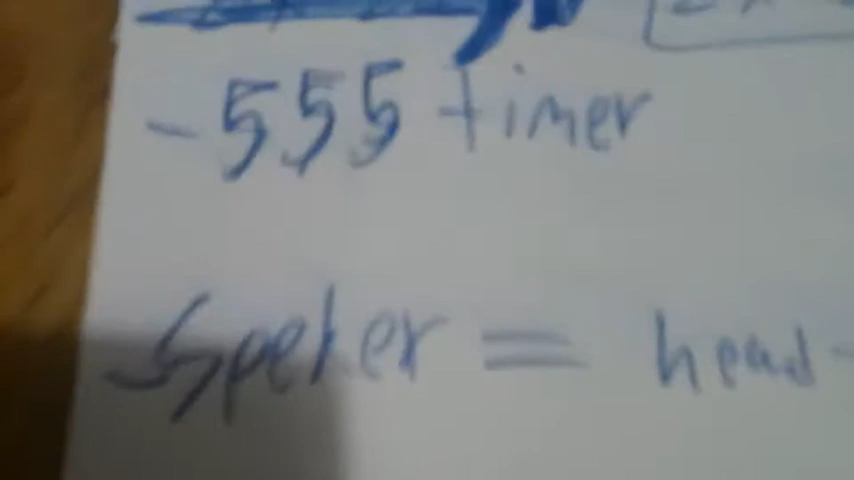 -555 timer
Speker = head-